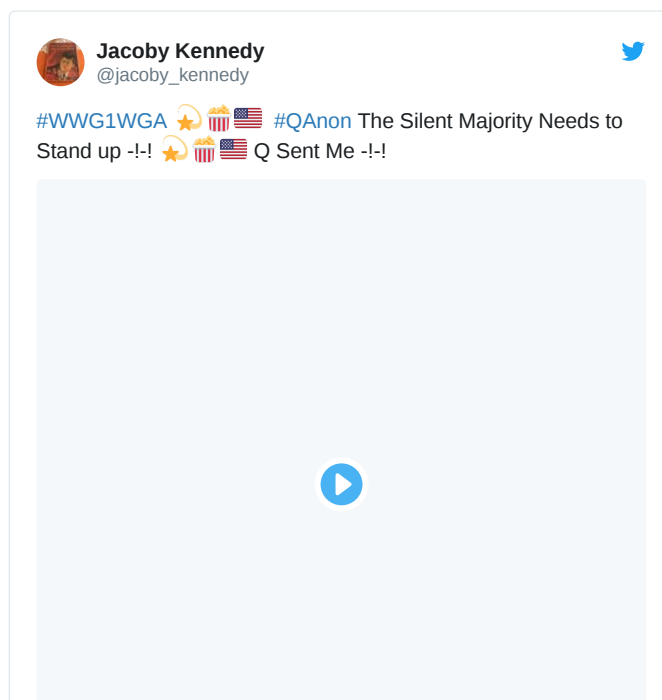 Jacoby Kennedy
@jacoby_kennedy
#WWG1WGA 💫🍿🇺🇸 #QAnon The Silent Majority Needs to
Stand up -!-! 💫🍿🇺🇸 Q Sent Me -!-!